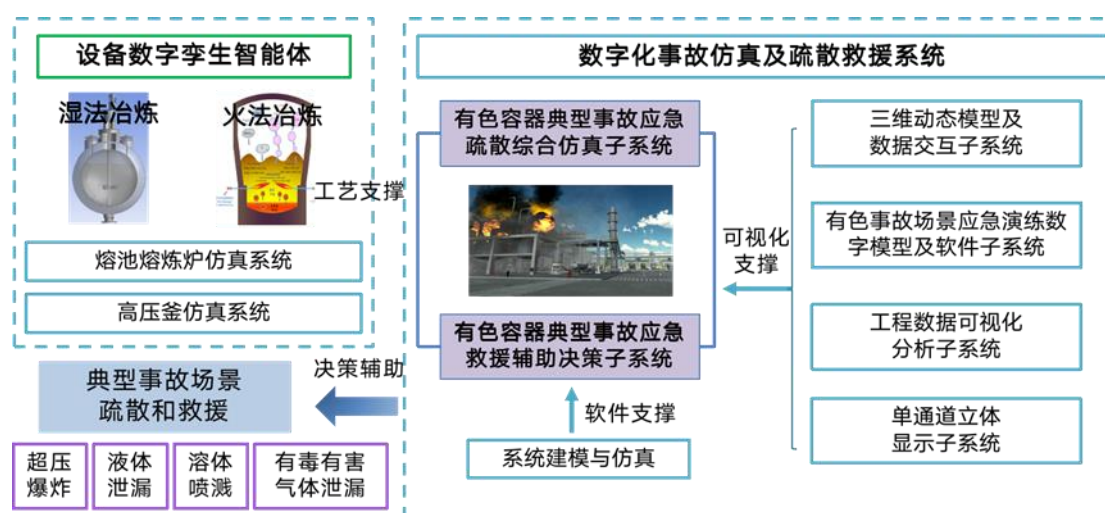 设备数字孪生智能体
湿法冶炼
火法冶炼
工艺支撑
熔池熔炼炉仿真系统
高压釜仿真系统
典型事故场景
疏散和救援
决策辅助
超压
爆炸
液体
泄漏
溶体
喷溅
有毒有害
气体泄漏
数字化事故仿真及疏散救援系统
有色容器典型事故应急
疏散综合仿真子系统
有色容器典型事故应急
救援辅助决策子系统
软件支撑
系统建模与仿真
可视化
支撑
三维动态模型及
数据交互子系统
有色事故场景应急演练数
字模型及软件子系统
工程数据可视化
分析子系统
单通道立体
显示子系统